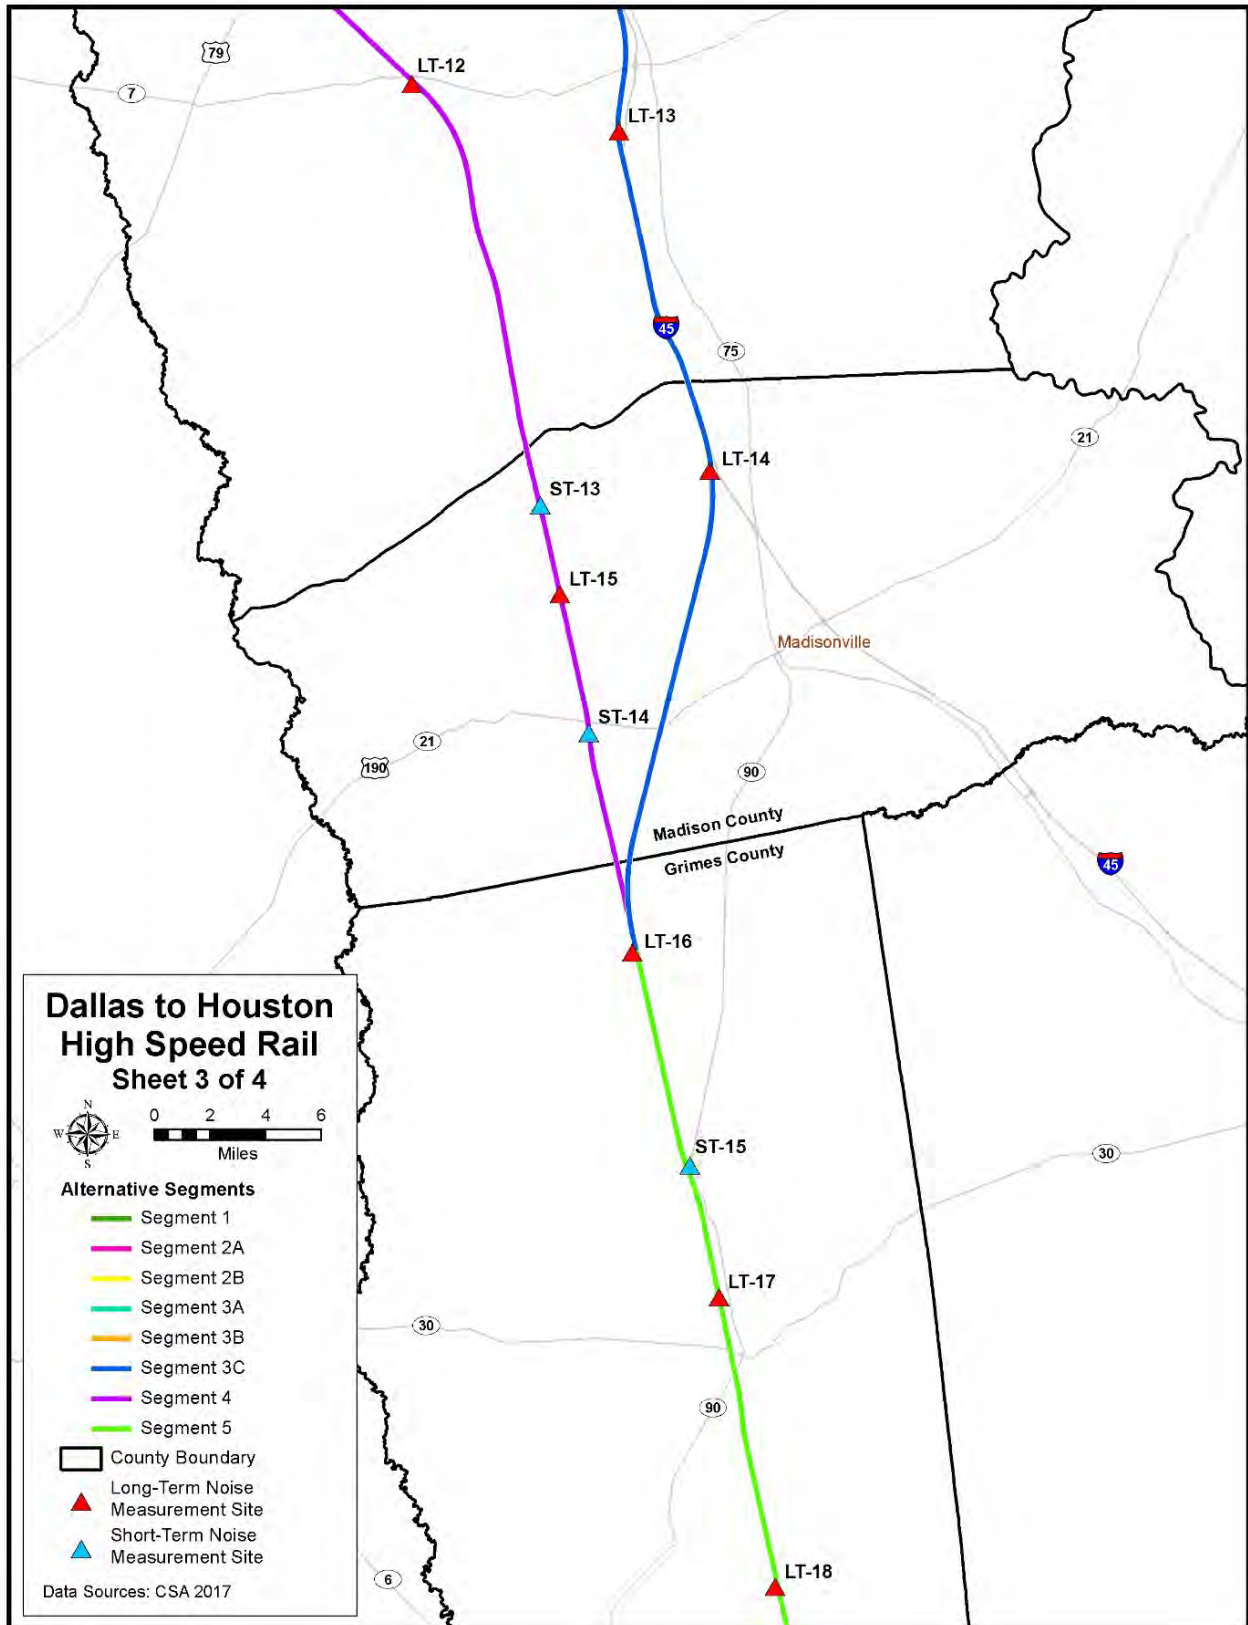 79
LT-12
7
LT-13
45
75
21
LT-14
ST-13
LT-15
Madisonville
ST-14
21
190
90
Madison County
Grimes County
45
LT-16
Dallas to Houston
High Speed Rail
Sheet 3 of 4
N
W E
S
0 2 4 6
Miles
ST-15
30
Alternative Segments
Segment 1
Segment 2A
Segment 2B
Segment 3A
Segment 3B
Segment 3C
Segment 4
Segment 5
County Boundary
Long-Term Noise
Measurement Site
Short-Term Noise
Measurement Site
Data Sources: CSA 2017
LT-17
30
90
LT-18
6